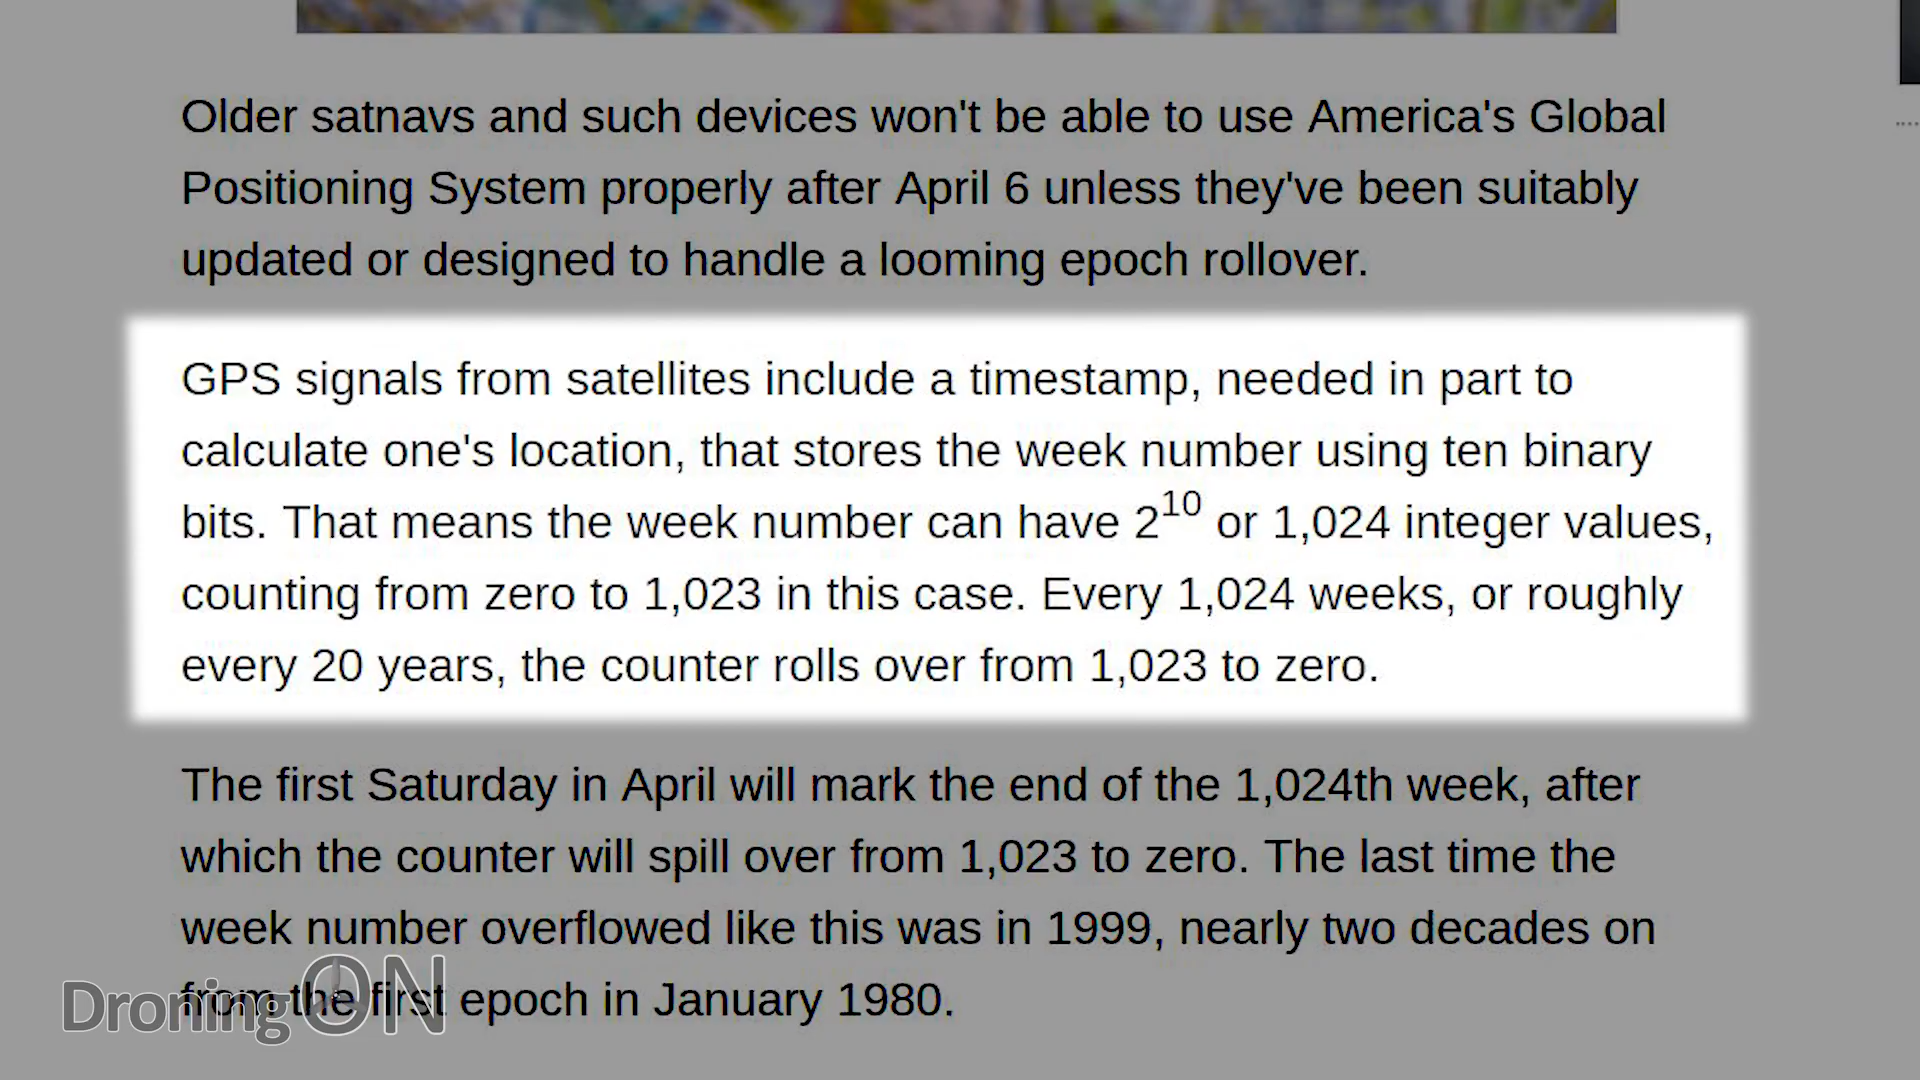 Older satnavs and such devices won't be able to use America's Global
Positioning System properly after April 6 unless they've been suitably
updated or designed to handle a looming epoch rollover.
GPS signals from satellites include a timestamp, needed in part to
calculate one's location, that stores the week number using ten binary
bits. That means the week number can have 2¹⁰ or 1,024 integer values,
counting from zero to 1,023 in this case. Every 1,024 weeks, or roughly
every 20 years, the counter rolls over from 1,023 to zero.
The first Saturday in April will mark the end of the 1,024th week, after
which the counter will spill over from 1,023 to zero. The last time the
week number overflowed like this was in 1999, nearly two decades on
from the first epoch in January 1980.
Droning ON